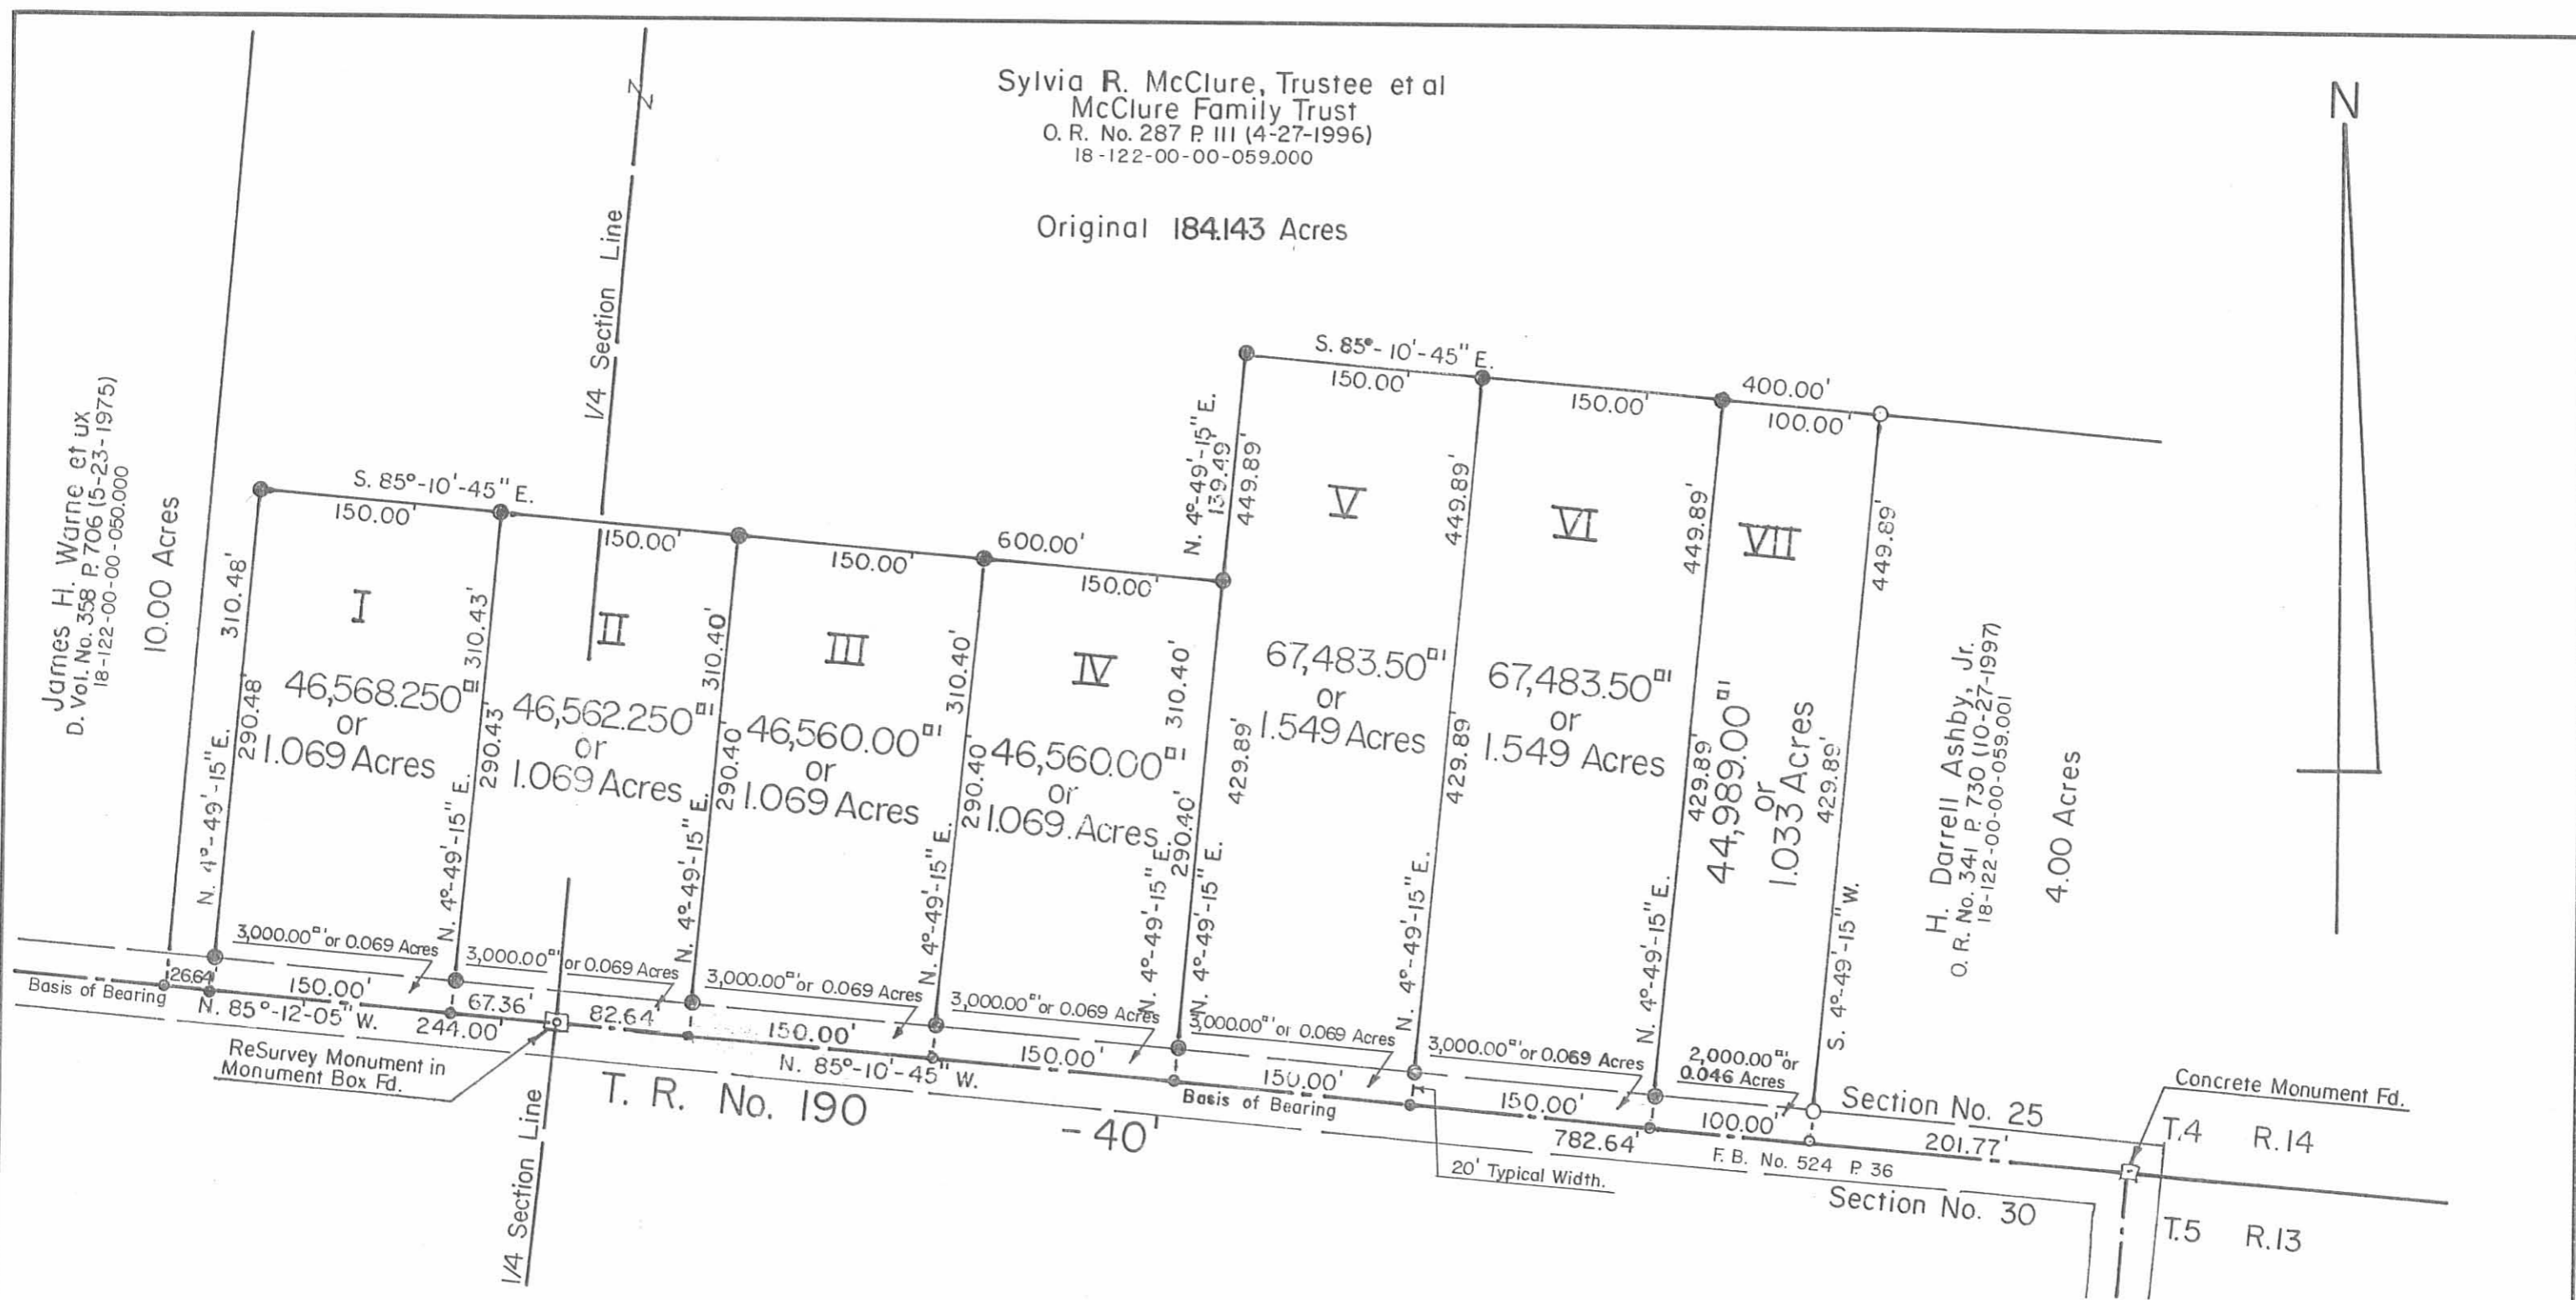 Sylvia R. McClure, Trustee et al
McClure Family Trust
O. R. No. 287 P. 111 (4-27-1996)
18-122-00-00-059.000
Original 184.143 Acres
N
1/4 Section Line
James H. Warne et ux
D. Vol. No. 358 P. 706 (5-23-1975)
18-122-00-00-050.000
10.00 Acres
S. 85°-10'-45" E.
150.00'
150.00'
400.00'
100.00'
N. 4°-49'-15" E.
139.49'
449.89'
449.89'
449.89'
449.89'
S. 85°-10'-45" E.
150.00'
150.00'
150.00'
600.00'
150.00'
I
310.48'
290.48'
N. 4°-49'-15" E.
46,568.250
or
1.069 Acres
II
310.43'
290.43'
N. 4°-49'-15" E.
46,562.250
or
1.069 Acres
III
310.40'
290.40'
N. 4°-49'-15" E.
46,560.00
or
1.069 Acres
IV
310.40'
290.40'
N. 4°-49'-15" E.
46,560.00
or
1.069 Acres
310.40'
290.40'
N. 4°-49'-15" E.
V
429.89'
N. 4°-49'-15" E.
67,483.50
or
1.549 Acres
VI
429.89'
N. 4°-49'-15" E.
67,483.50
or
1.549 Acres
VII
429.89'
N. 4°-49'-15" E.
44,989.00
or
1.033 Acres
429.89'
S. 4°-49'-15" W.
H. Darrell Ashby, Jr.
O. R. No. 341 P. 730 (10-27-1997)
18-122-00-00-059.001
4.00 Acres
3,000.00 or 0.069 Acres
3,000.00 or 0.069 Acres
3,000.00 or 0.069 Acres
3,000.00 or 0.069 Acres
3,000.00 or 0.069 Acres
3,000.00 or 0.069 Acres
2,000.00 or
0.046 Acres
26.64
150.00'
67.36'
82.64'
150.00'
150.00'
150.00'
150.00'
100.00'
201.77'
Basis of Bearing
N. 85°-12'-05" W.
244.00'
N. 85°-10'-45" W.
Basis of Bearing
782.64'
ReSurvey Monument in
Monument Box Fd.
T. R. No. 190
-40'
1/4 Section Line
20' Typical Width.
F. B. No. 524 P. 36
Section No. 25
Section No. 30
Concrete Monument Fd.
T.4 R.14
T.5 R.13